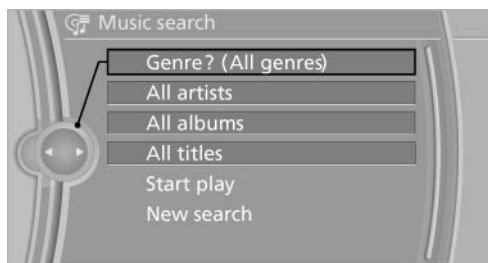 Music search
Genre? (All genres)
All artists
All albums
All titles
Start play
New search